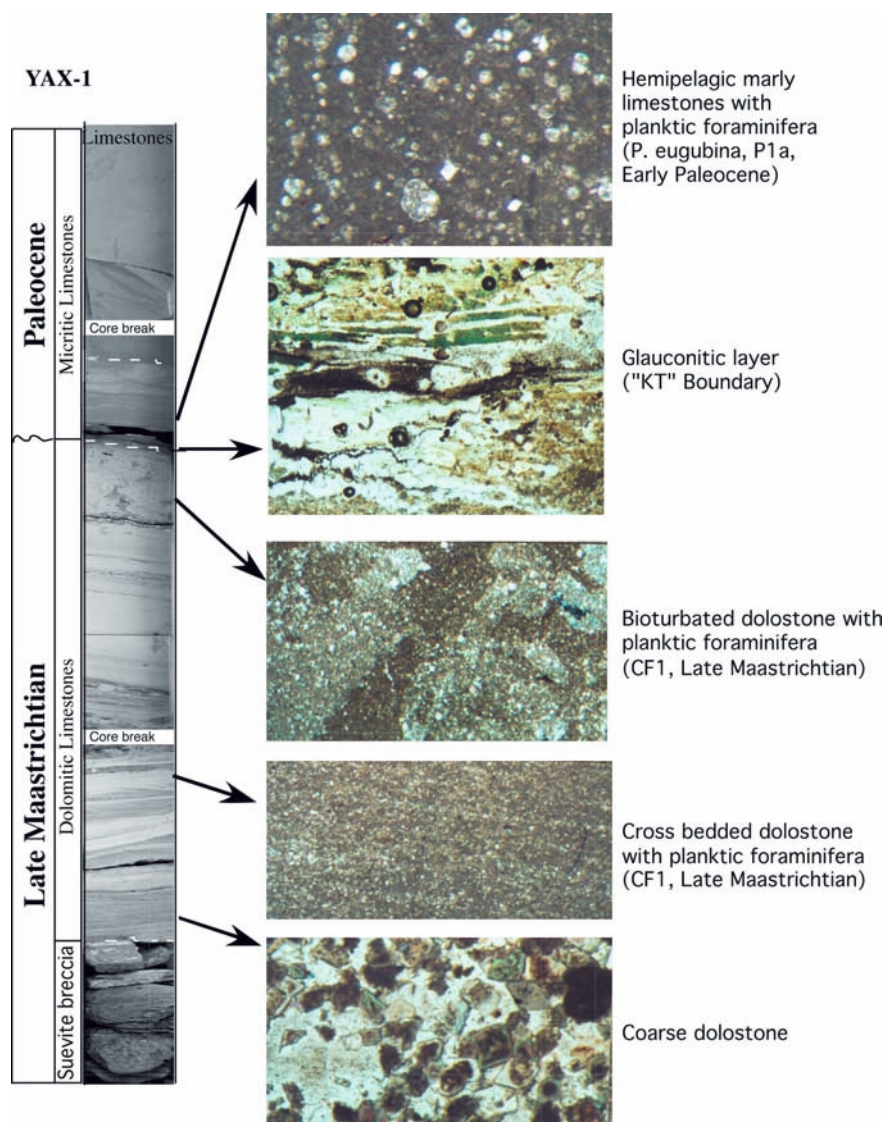 YAX-1
Limestones
Paleocene
Micritic Limestones
Core break
Late Maastrichtian
Dolomitic Limestones
Core break
Suevite breccia
Hemipelagic marly
limestones with
planktic foraminifera
(P. eugubina, P1a,
Early Paleocene)
Glauconitic layer
("KT" Boundary)
Bioturbated dolostone with
planktic foraminifera
(CF1, Late Maastrichtian)
Cross bedded dolostone
with planktic foraminifera
(CF1, Late Maastrichtian)
Coarse dolostone